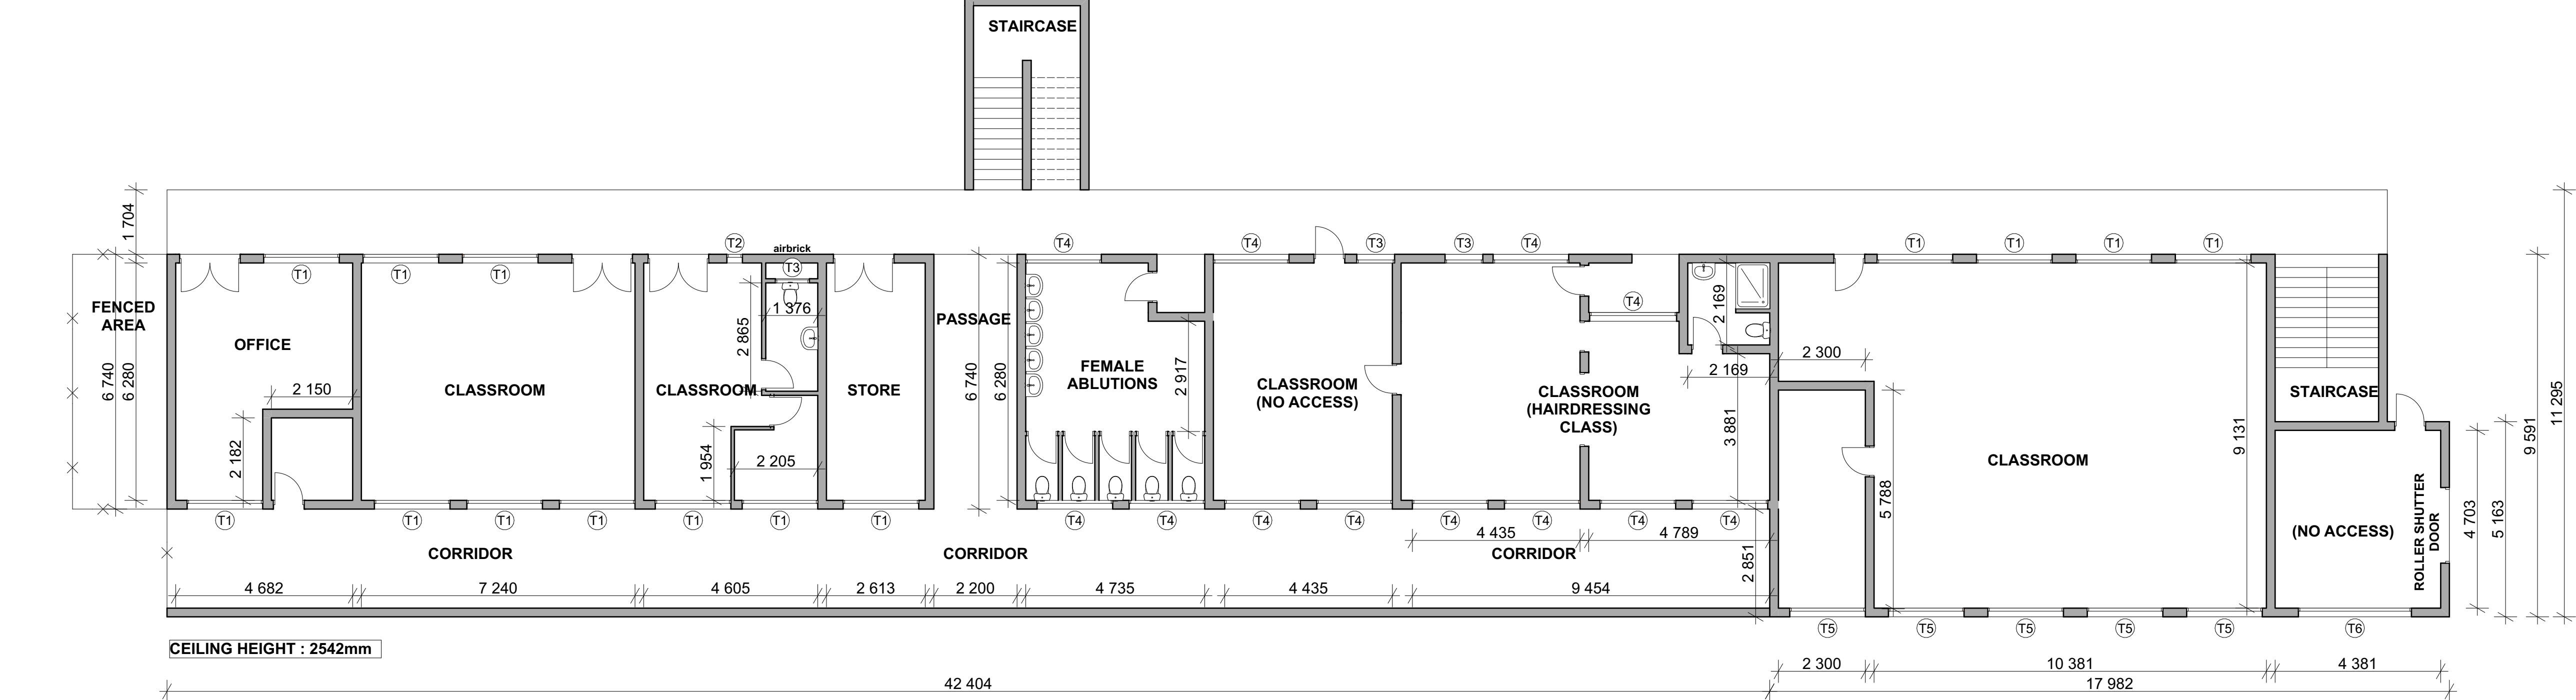 STAIRCASE
1 704
T2
airbrick
T4
T4
T3
T3
T4
T1
T1
T1
T1
T1
T1
T1
T3
T4
FENCED
AREA
6 740
6 280
OFFICE
2 150
2 182
CLASSROOM
CLASSROOM
2 865
1 376
1 954
2 205
STORE
PASSAGE
6 740
6 280
FEMALE
ABLUTIONS
2 917
CLASSROOM
(NO ACCESS)
CLASSROOM
(HAIRDRESSING
CLASS)
2 169
2 169
3 881
2 300
5 788
CLASSROOM
9 131
STAIRCASE
(NO ACCESS)
ROLLER SHUTTER
DOOR
4 703
5 163
9 591
11 295
T1
T1
T1
T1
T1
T1
T1
T4
T4
T4
T4
T4
T4
T4
T4
4 435
4 789
2 851
CORRIDOR
CORRIDOR
CORRIDOR
4 682
7 240
4 605
2 613
2 200
4 735
4 435
9 454
T5
T5
T5
T5
T5
T6
CEILING HEIGHT : 2542mm
2 300
10 381
4 381
42 404
17 982